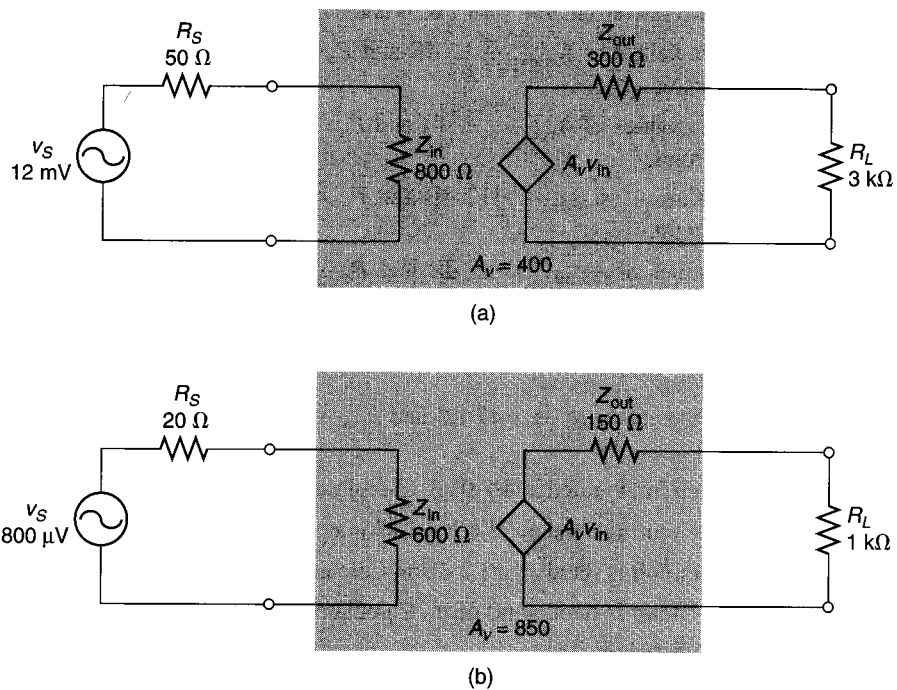 R_S
50 Ω
Z_out
300 Ω
v_S
12 mV
Z_in
800 Ω
A_v v_in
R_L
3 kΩ
A_v = 400
(a)
R_S
20 Ω
Z_out
150 Ω
v_S
800 μV
Z_in
600 Ω
A_v v_in
R_L
1 kΩ
A_v = 850
(b)